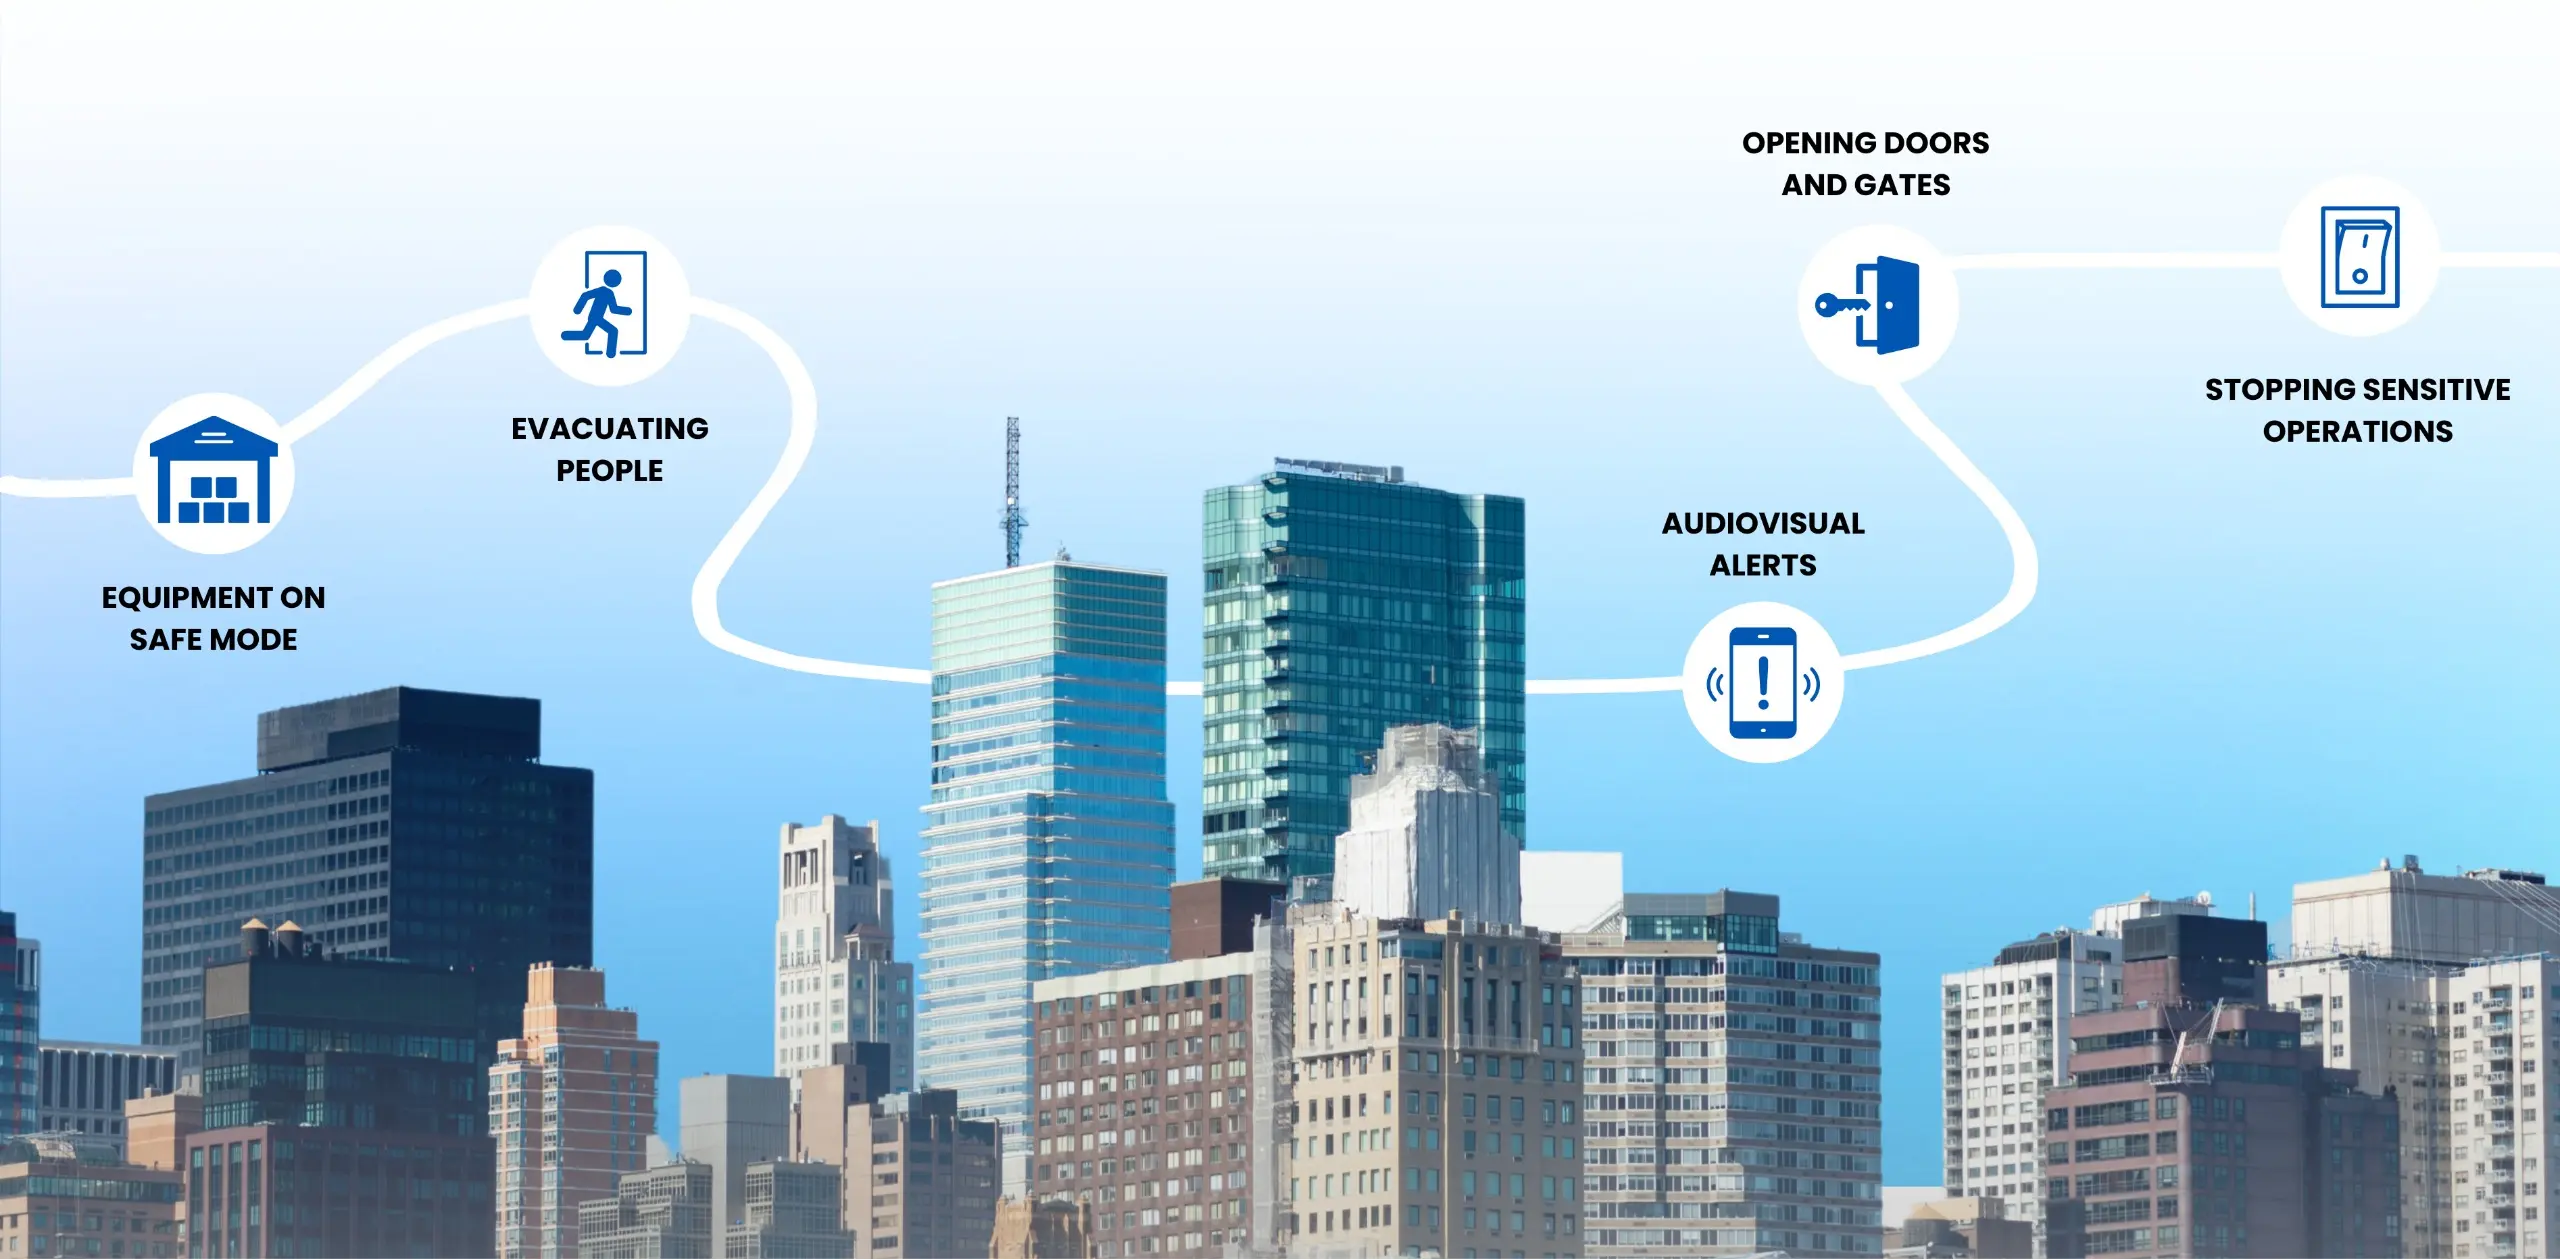 EQUIPMENT ON
SAFE MODE
EVACUATING
PEOPLE
AUDIOVISUAL
ALERTS
OPENING DOORS
AND GATES
STOPPING SENSITIVE
OPERATIONS